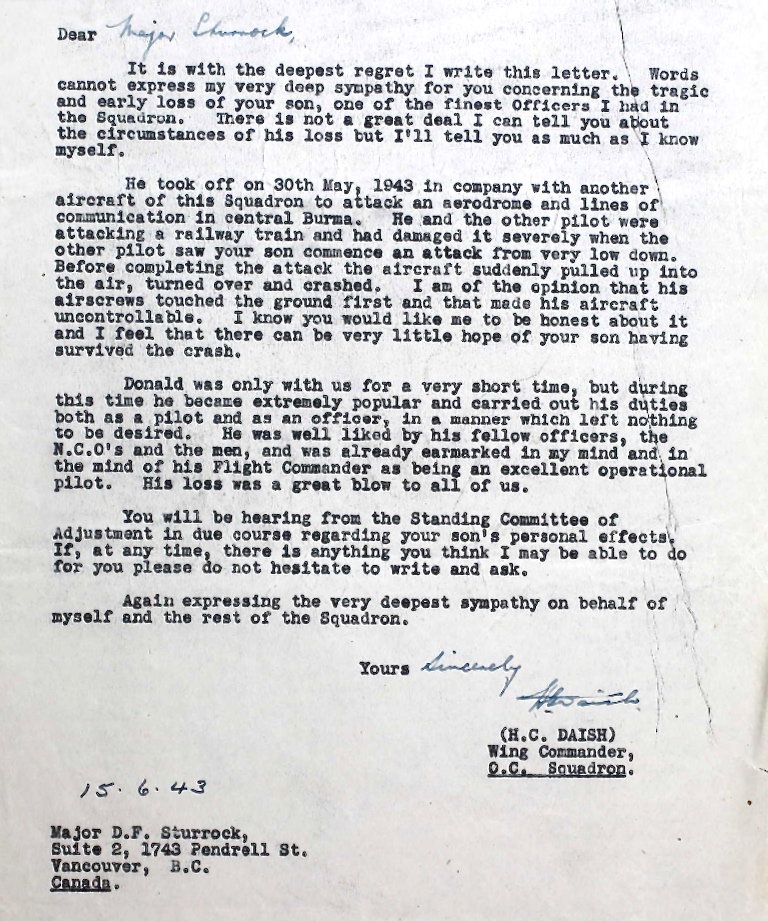 Dear Major Sturrock,
It is with the deepest regret I write this letter. Words
cannot express my very deep sympathy for you concerning the tragic
and early loss of your son, one of the finest Officers I had in
the Squadron. There is not a great deal I can tell you about
the circumstances of his loss but I'll tell you as much as I know
myself.
He took off on 30th May, 1943 in company with another
aircraft of this Squadron to attack an aerodrome and lines of
communication in central Burma. He and the other pilot were
attacking a railway train and had damaged it severely when the
other pilot saw your son commence an attack from very low down.
Before completing the attack the aircraft suddenly pulled up into
the air, turned over and crashed. I am of the opinion that his
airscrews touched the ground first and that made his aircraft
uncontrollable. I know you would like me to be honest about it
and I feel that there can be very little hope of your son having
survived the crash.
Donald was only with us for a very short time, but during
this time he became extremely popular and carried out his duties
both as a pilot and as an officer, in a manner which left nothing
to be desired. He was well liked by his fellow officers, the
N.C.O's and the men, and was already earmarked in my mind and in
the mind of his Flight Commander as being an excellent operational
pilot. His loss was a great blow to all of us.
You will be hearing from the Standing Committee of
Adjustment in due course regarding your son's personal effects.
If, at any time, there is anything you think I may be able to do
for you please do not hesitate to write and ask.
Again expressing the very deepest sympathy on behalf of
myself and the rest of the Squadron.
Yours Sincerely
HCDaish
(H.C. DAISH)
Wing Commander,
O.C. Squadron.
15.6.43
Major D.F. Sturrock,
Suite 2, 1743 Pendrell St.
Vancouver, B.C.
Canada.